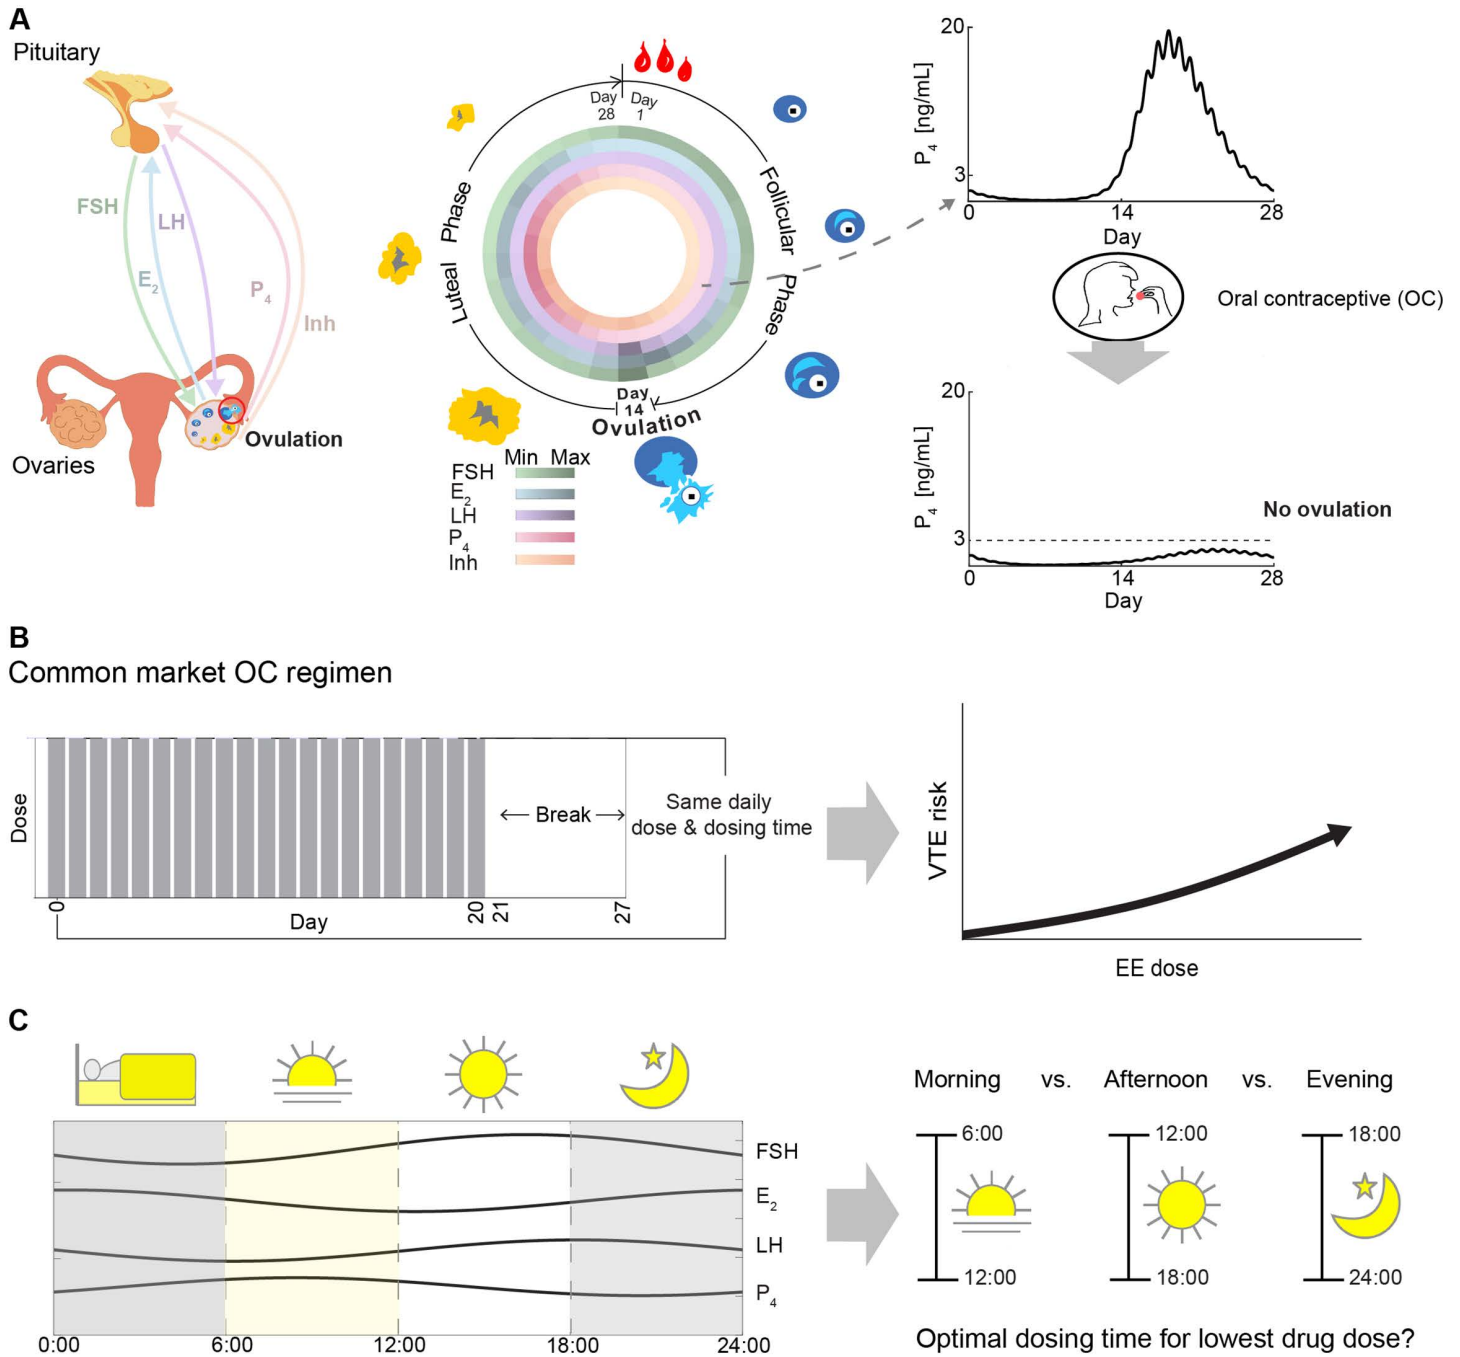 A
Pituitary
FSH
LH
E2
P4
Inh
Ovulation
Ovaries
Day
28
Day
1
Follicular
Phase
Luteal
Phase
Day
14
Ovulation
Min Max
FSH
E2
LH
P4
Inh
20
P4 [ng/mL]
3
0
14
28
Day
Oral contraceptive (OC)
20
P4 [ng/mL]
No ovulation
3
0
14
28
Day
B
Common market OC regimen
Dose
Break
Same daily
dose & dosing time
0
20
21
27
Day
VTE risk
EE dose
C
FSH
E2
LH
P4
0:00
6:00
12:00
18:00
24:00
Morning vs. Afternoon vs. Evening
6:00
12:00
18:00
12:00
18:00
24:00
Optimal dosing time for lowest drug dose?